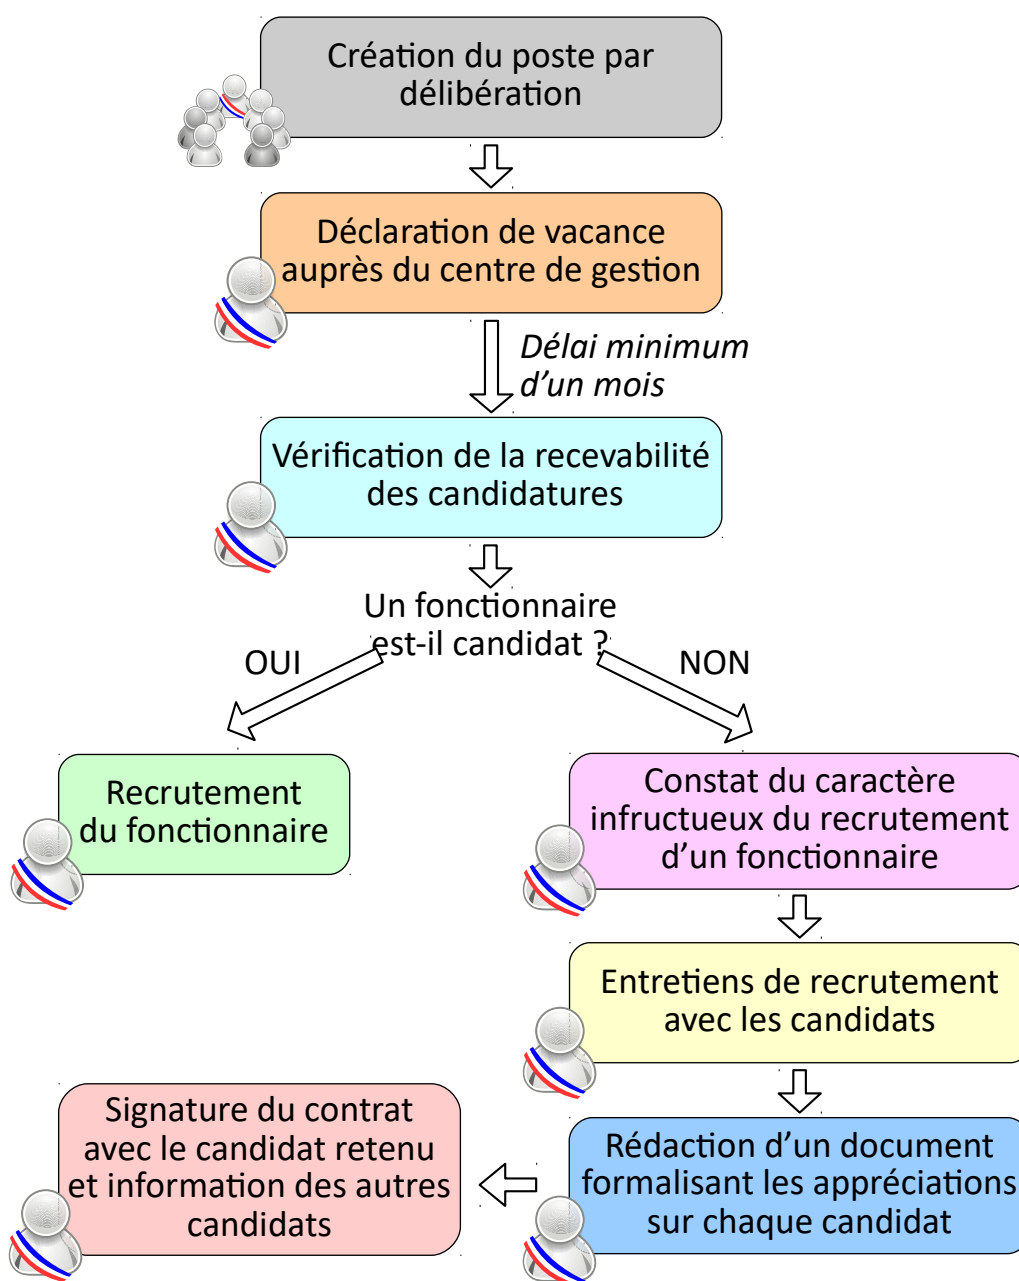 Création du poste par
délibération
Déclaration de vacance
auprès du centre de gestion
Délai minimum
d’un mois
Vérification de la recevabilité
des candidatures
Un fonctionnaire
est-il candidat ?
OUI
NON
Recrutement
du fonctionnaire
Constat du caractère
infructueux du recrutement
d’un fonctionnaire
Entretiens de recrutement
avec les candidats
Rédaction d’un document
formalisant les appréciations
sur chaque candidat
Signature du contrat
avec le candidat retenu
et information des autres
candidats